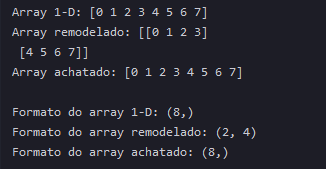 Array 1-D: [0 1 2 3 4 5 6 7]
Array remodelado: [[0 1 2 3]
 [4 5 6 7]]
Array achatado: [0 1 2 3 4 5 6 7]

Formato do array 1-D: (8,)
Formato do array remodelado: (2, 4)
Formato do array achatado: (8,)